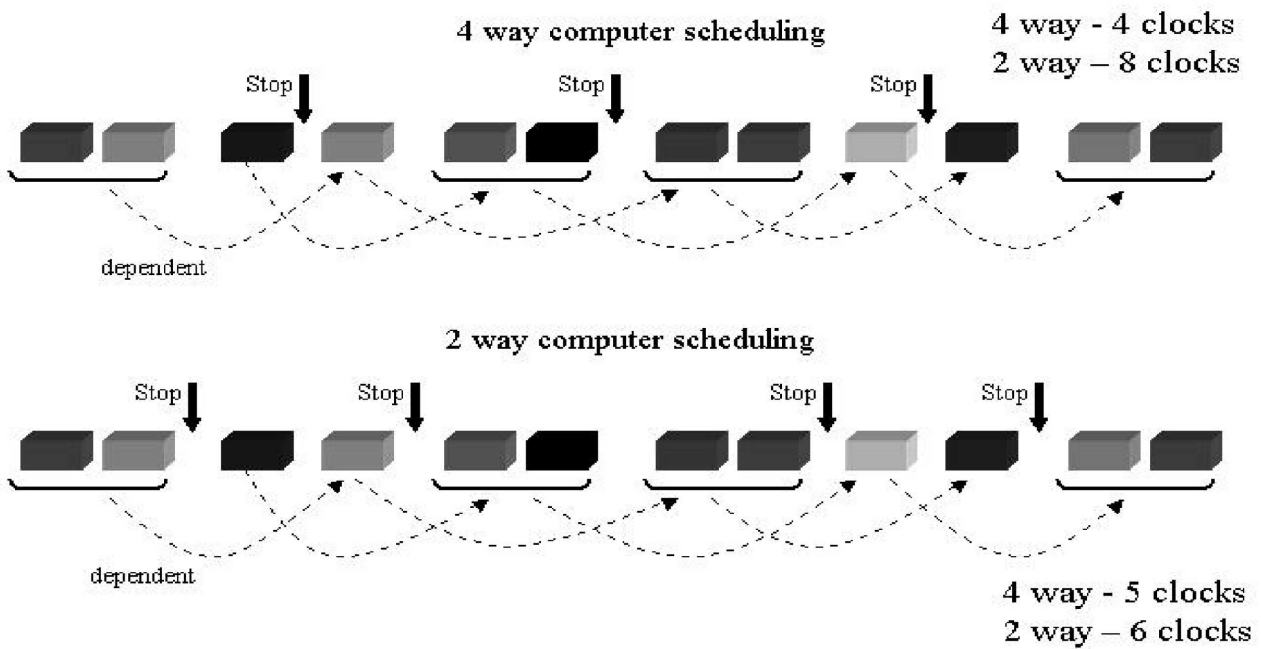 4 way computer scheduling
4 way - 4 clocks
2 way – 8 clocks
Stop
Stop
Stop
dependent
2 way computer scheduling
Stop
Stop
Stop
Stop
dependent
4 way - 5 clocks
2 way – 6 clocks